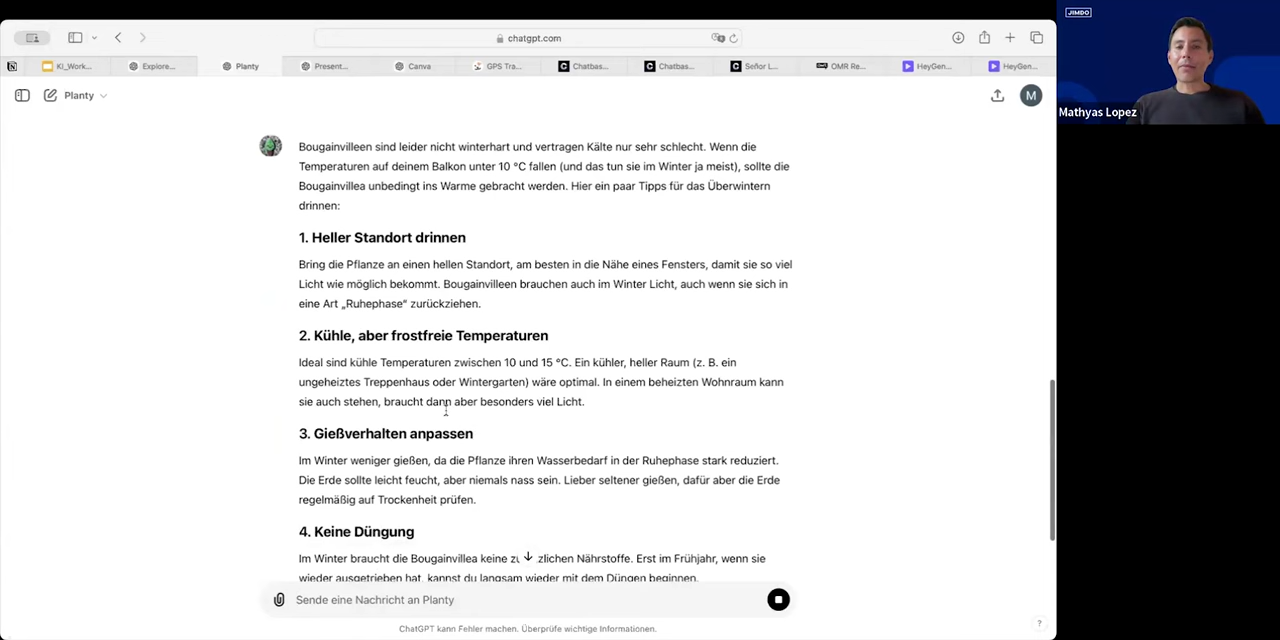 chatgpt.com
KI_Work...
Explore...
Planty
Present...
Canva
GPS Tra...
Chatbas...
Chatbas...
Señor L...
OMR Re...
HeyGen...
HeyGen...
JIMDO
Mathyas Lopez
Planty
M
Bougainvilleen sind leider nicht winterhart und vertragen Kälte nur sehr schlecht. Wenn die
Temperaturen auf deinem Balkon unter 10 °C fallen (und das tun sie im Winter ja meist), sollte die
Bougainvillea unbedingt ins Warme gebracht werden. Hier ein paar Tipps für das Überwintern
drinnen:
1. Heller Standort drinnen
Bring die Pflanze an einen hellen Standort, am besten in die Nähe eines Fensters, damit sie so viel
Licht wie möglich bekommt. Bougainvilleen brauchen auch im Winter Licht, auch wenn sie sich in
eine Art „Ruhephase“ zurückziehen.
2. Kühle, aber frostfreie Temperaturen
Ideal sind kühle Temperaturen zwischen 10 und 15 °C. Ein kühler, heller Raum (z. B. ein
ungeheiztes Treppenhaus oder Wintergarten) wäre optimal. In einem beheizten Wohnraum kann
sie auch stehen, braucht dann aber besonders viel Licht.
3. Gießverhalten anpassen
Im Winter weniger gießen, da die Pflanze ihren Wasserbedarf in der Ruhephase stark reduziert.
Die Erde sollte leicht feucht, aber niemals nass sein. Lieber seltener gießen, dafür aber die Erde
regelmäßig auf Trockenheit prüfen.
4. Keine Düngung
Im Winter braucht die Bougainvillea keine zu zlichen Nährstoffe. Erst im Frühjahr, wenn sie
wieder ausgetrieben hat, kannst du langsam wieder mit dem Düngen beginnen.
Sende eine Nachricht an Planty
ChatGPT kann Fehler machen. Überprüfe wichtige Informationen.
?